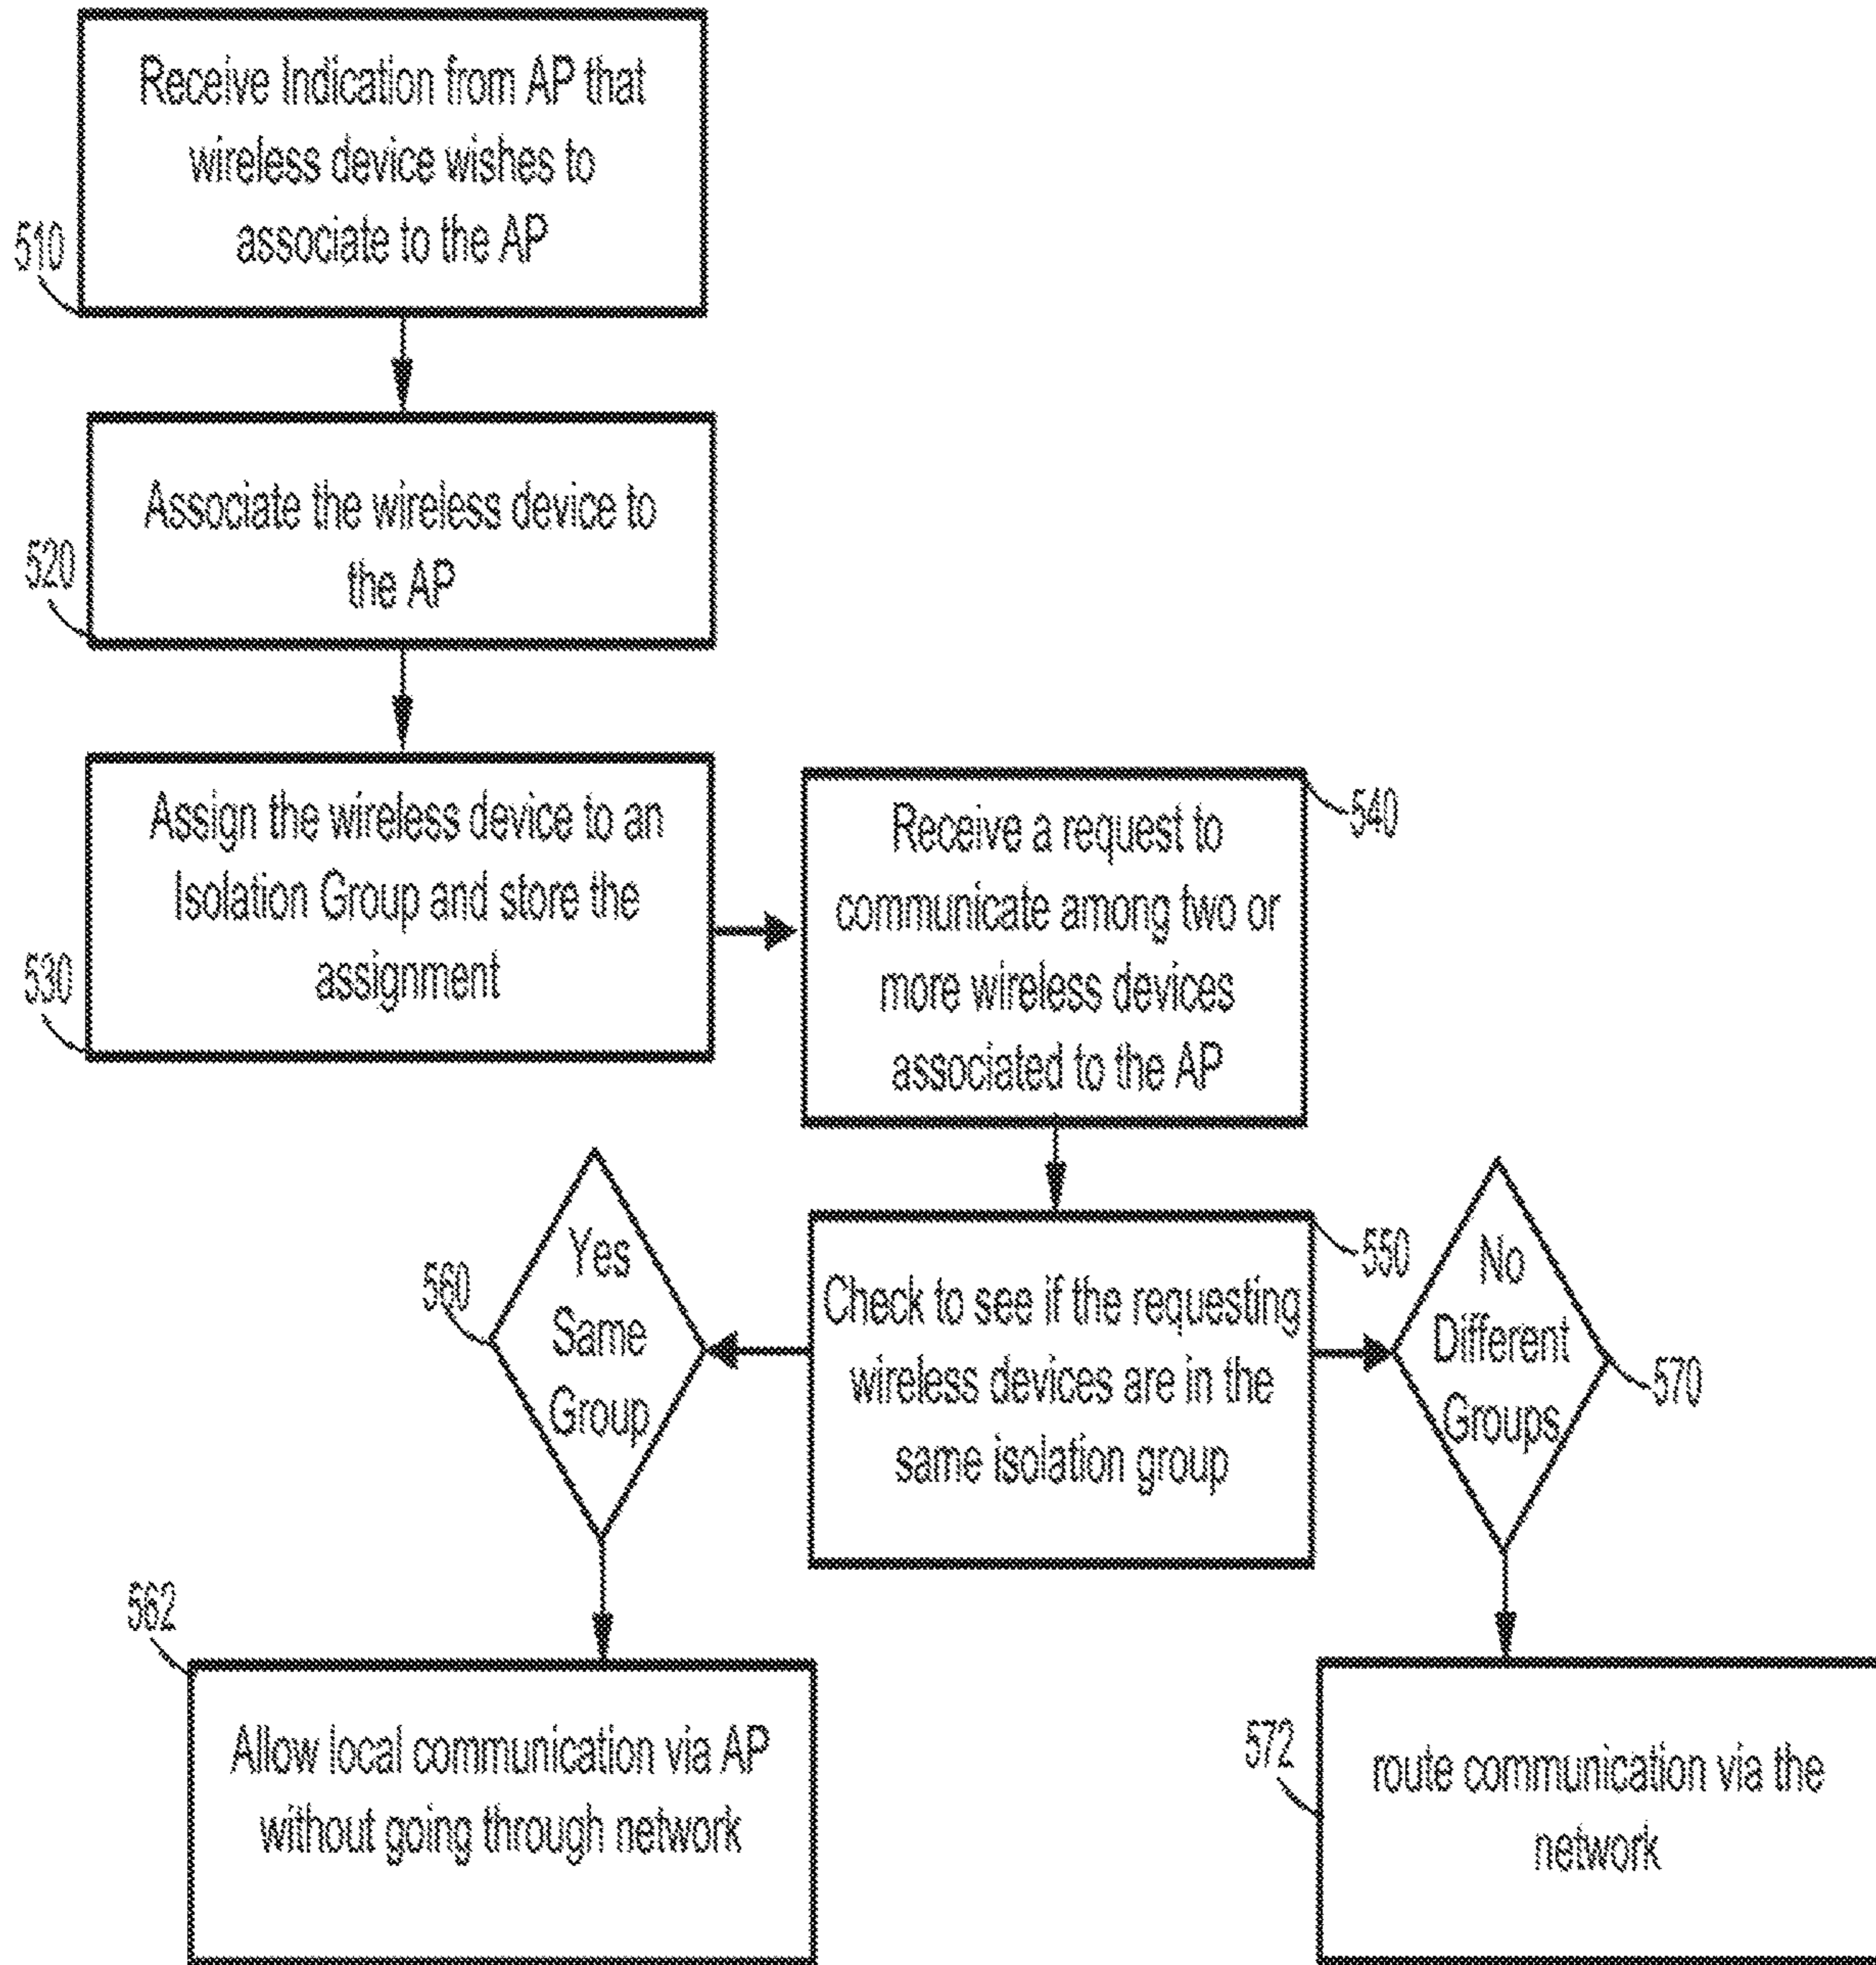 Receive Indication from AP that
wireless device wishes to
associate to the AP
510
Associate the wireless device to
the AP
520
Assign the wireless device to an
Isolation Group and store the
assignment
530
Receive a request to
communicate among two or
more wireless devices
associated to the AP
540
Check to see if the requesting
wireless devices are in the
same isolation group
550
Yes
Same
Group
560
No
Different
Groups
570
Allow local communication via AP
without going through network
562
route communication via the
network
572